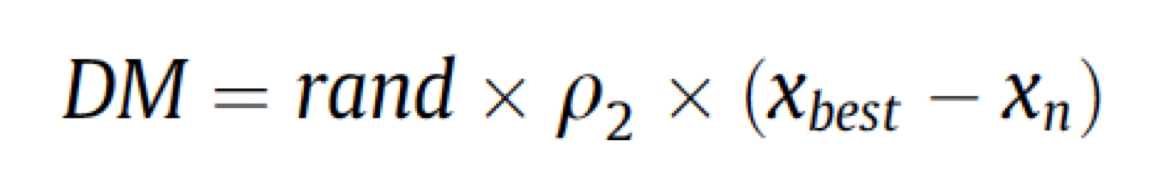 DM = rand × ρ₂ × (x_best − x_n)